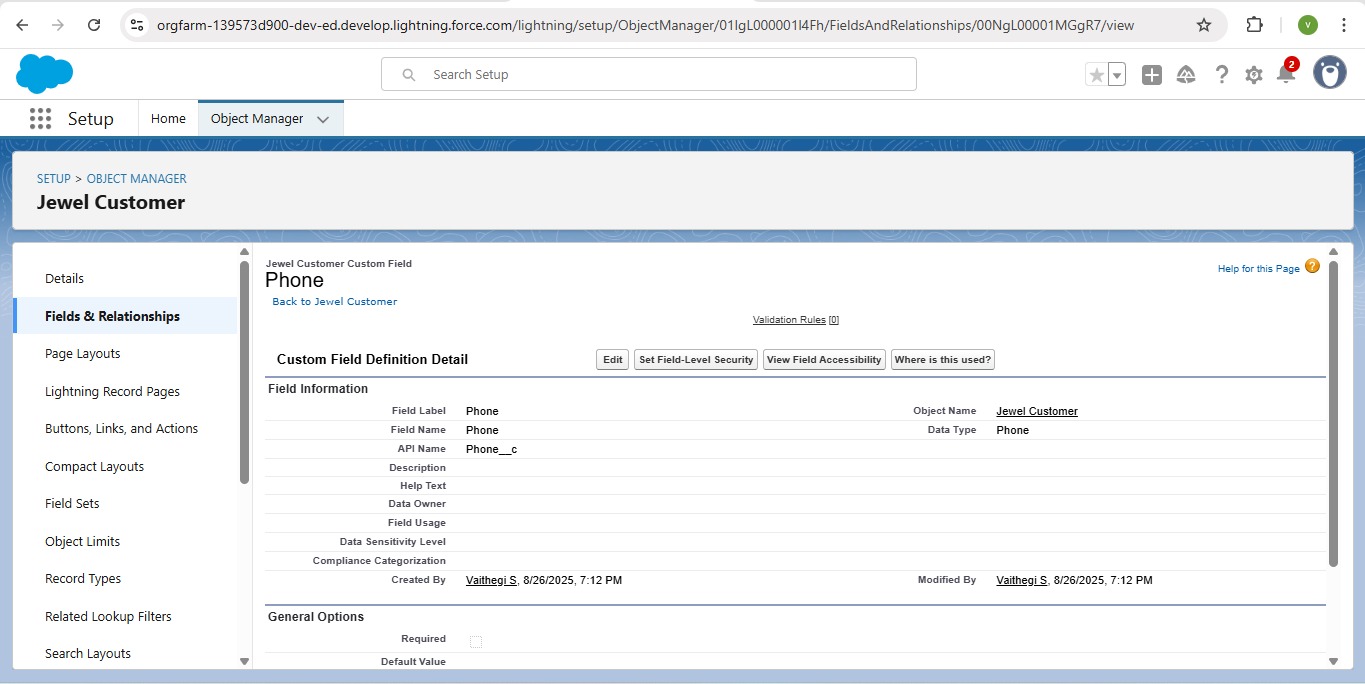 orgfarm-139573d900-dev-ed.develop.lightning.force.com/lightning/setup/ObjectManager/01IgL000001I4Fh/FieldsAndRelationships/00NgL00001MGgR7/view
V
Search Setup
2
Setup
Home
Object Manager
SETUP > OBJECT MANAGER
Jewel Customer
Details
Fields & Relationships
Page Layouts
Lightning Record Pages
Buttons, Links, and Actions
Compact Layouts
Field Sets
Object Limits
Record Types
Related Lookup Filters
Search Layouts
Jewel Customer Custom Field
Phone
Back to Jewel Customer
Help for this Page ?
Validation Rules [0]
Custom Field Definition Detail
Edit
Set Field-Level Security
View Field Accessibility
Where is this used?
Field Information
Field Label Phone Object Name Jewel Customer
Field Name Phone Data Type Phone
API Name Phone__c
Description
Help Text
Data Owner
Field Usage
Data Sensitivity Level
Compliance Categorization
Created By Vaithegi S, 8/26/2025, 7:12 PM Modified By Vaithegi S, 8/26/2025, 7:12 PM
General Options
Required
Default Value